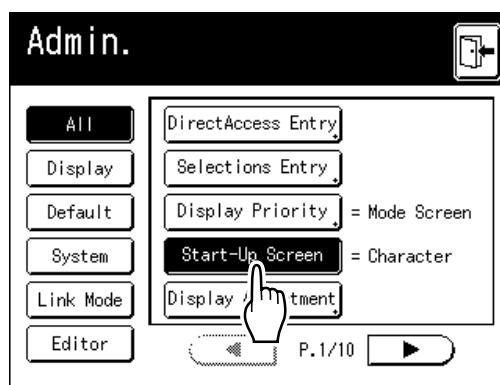 Admin.
All
Display
Default
System
Link Mode
Editor
DirectAccess Entry
Selections Entry
Display Priority = Mode Screen
Start-Up Screen = Character
Display
P.1/10